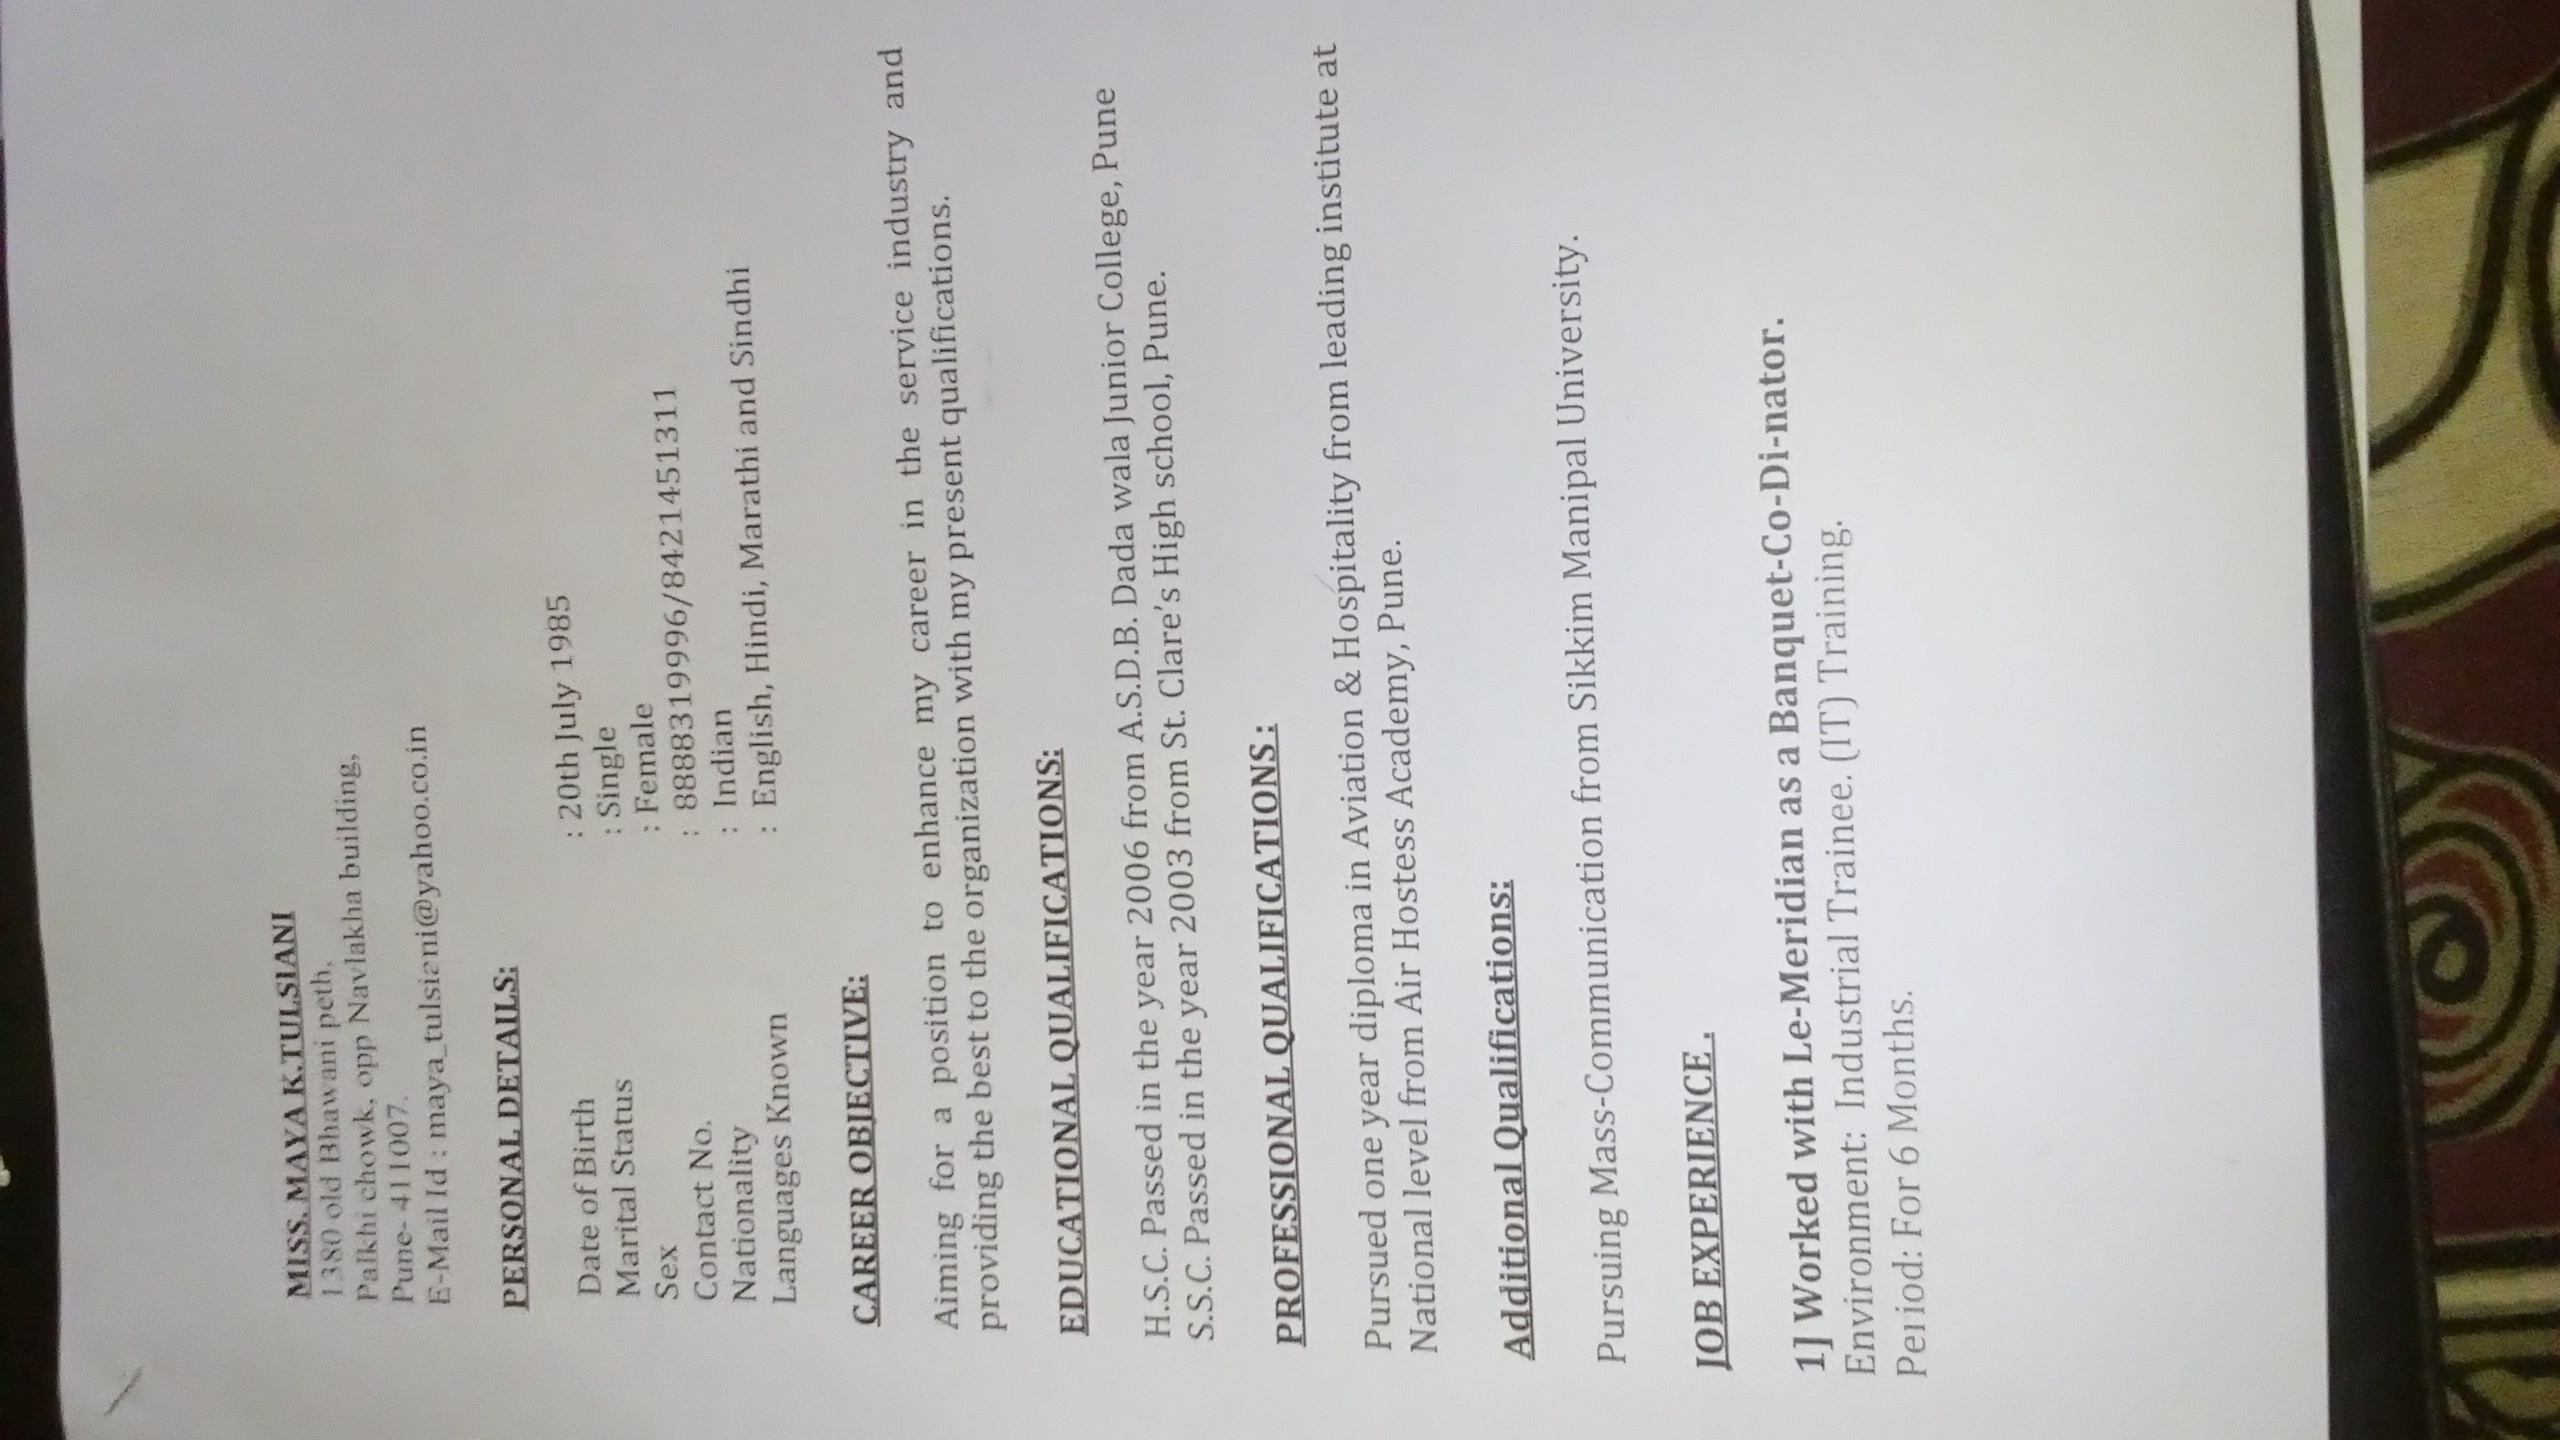 MISS. MAYA K.TULSIANI
1380 old Bhawani peth,
Palkhi chowk, opp Navlakha building,
Pune- 411007.
E-Mail Id : maya_tulsiani@yahoo.co.in
PERSONAL DETAILS:
Date of Birth : 20th July 1985
Marital Status : Single
Sex : Female
Contact No. : 8888319996/8421451311
Nationality : Indian
Languages Known : English, Hindi, Marathi and Sindhi
CAREER OBJECTIVE:
Aiming for a position to enhance my career in the service industry and
providing the best to the organization with my present qualifications.
EDUCATIONAL QUALIFICATIONS:
H.S.C. Passed in the year 2006 from A.S.D.B. Dada wala Junior College, Pune
S.S.C. Passed in the year 2003 from St. Clare's High school, Pune.
PROFESSIONAL QUALIFICATIONS :
Pursued one year diploma in Aviation & Hospitality from leading institute at
National level from Air Hostess Academy, Pune.
Additional Qualifications:
Pursuing Mass-Communication from Sikkim Manipal University.
JOB EXPERIENCE .
1] Worked with Le-Meridian as a Banquet-Co-Di-nator.
Environment: Industrial Trainee. (IT) Training.
Period: For 6 Months.